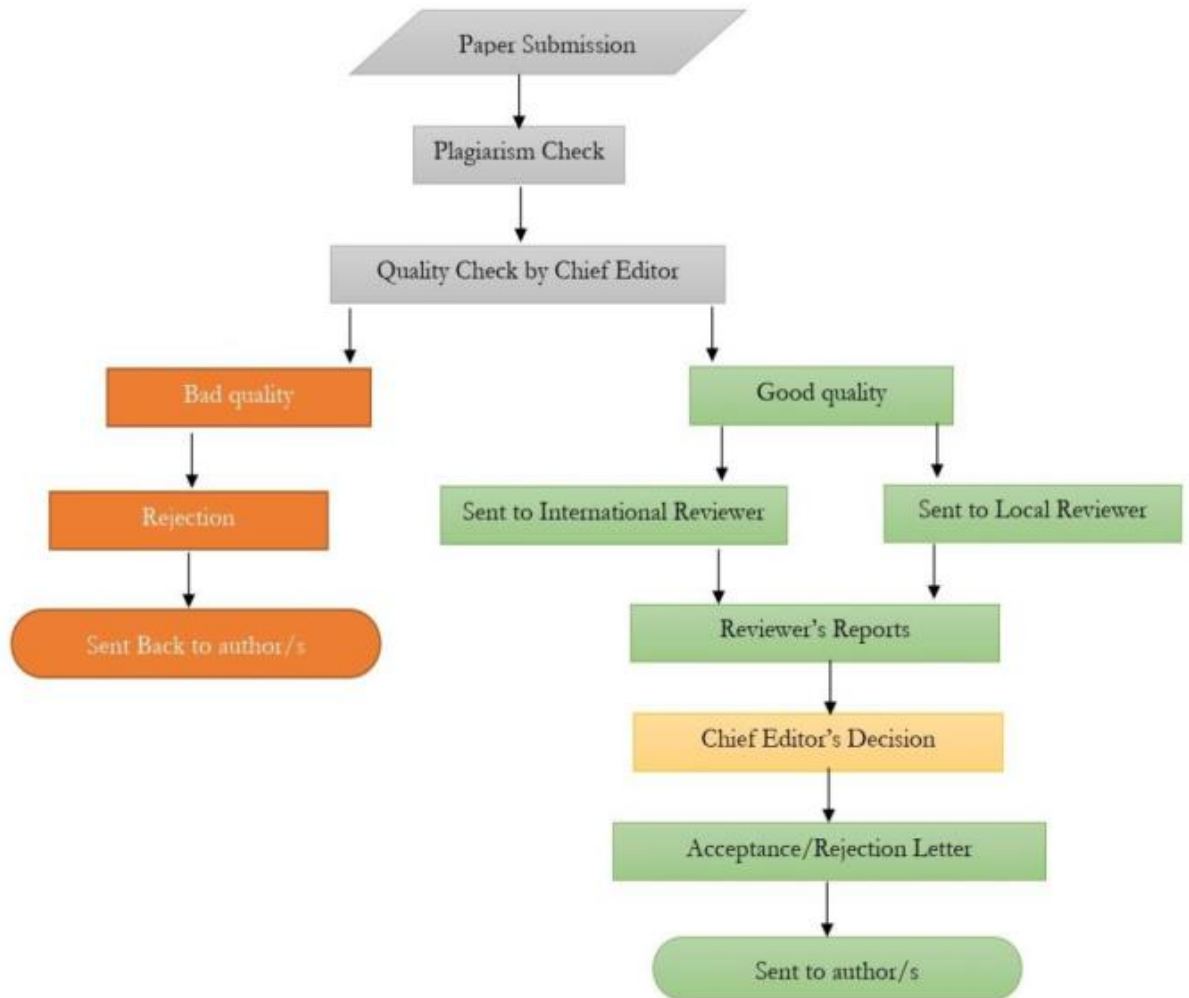 Paper Submission
Plagiarism Check
Quality Check by Chief Editor
Bad quality
Good quality
Rejection
Sent to International Reviewer
Sent to Local Reviewer
Sent Back to author/s
Reviewer's Reports
Chief Editor's Decision
Acceptance/Rejection Letter
Sent to author/s